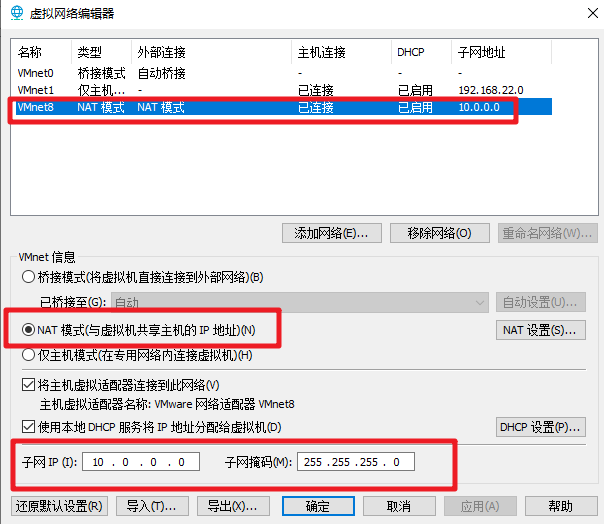 虚拟网络编辑器
名称 类型 外部连接 主机连接 DHCP 子网地址
VMnet0 桥接模式 自动桥接 - - -
VMnet1 仅主机... - 已连接 已启用 192.168.22.0
VMnet8 NAT 模式 NAT 模式 已连接 已启用 10.0.0.0
添加网络(E)... 移除网络(O) 重命名网络(W)...
VMnet 信息
桥接模式(将虚拟机直接连接到外部网络)(B)
已桥接至(G): 自动 自动设置(U)...
NAT 模式(与虚拟机共享主机的 IP 地址)(N) NAT 设置(S)...
仅主机模式(在专用网络内连接虚拟机)(H)
将主机虚拟适配器连接到此网络(V)
主机虚拟适配器名称: VMware 网络适配器 VMnet8
使用本地 DHCP 服务将 IP 地址分配给虚拟机(D) DHCP 设置(P)...
子网 IP (I): 10 . 0 . 0 . 0 子网掩码(M): 255 .255 .255 . 0
还原默认设置(R) 导入(T)... 导出(X)... 确定 取消 应用(A) 帮助